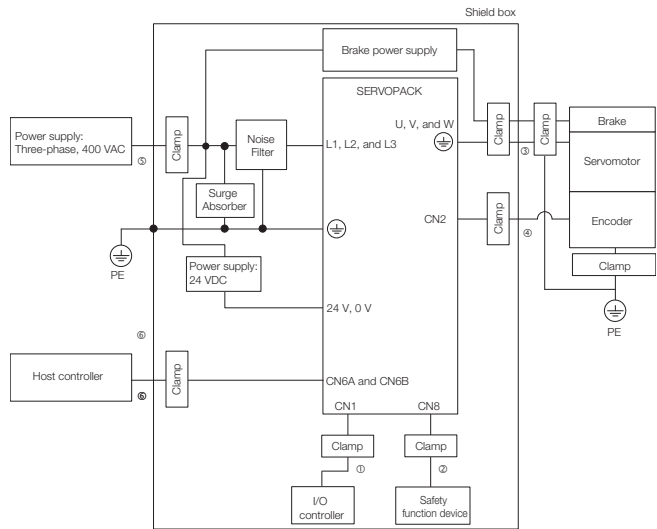 Shield box
Brake power supply
SERVOPACK
U, V, and W
Clamp
Clamp
Brake
Power supply:
Three-phase, 400 VAC
Clamp
Noise
Filter
L1, L2, and L3
③
Servomotor
⑤
Surge
Absorber
CN2
Clamp
Encoder
④
PE
Power supply:
24 VDC
Clamp
24 V, 0 V
PE
⑥
Host controller
Clamp
CN6A and CN6B
⑥
CN1
CN8
Clamp
Clamp
①
②
I/O
controller
Safety
function device